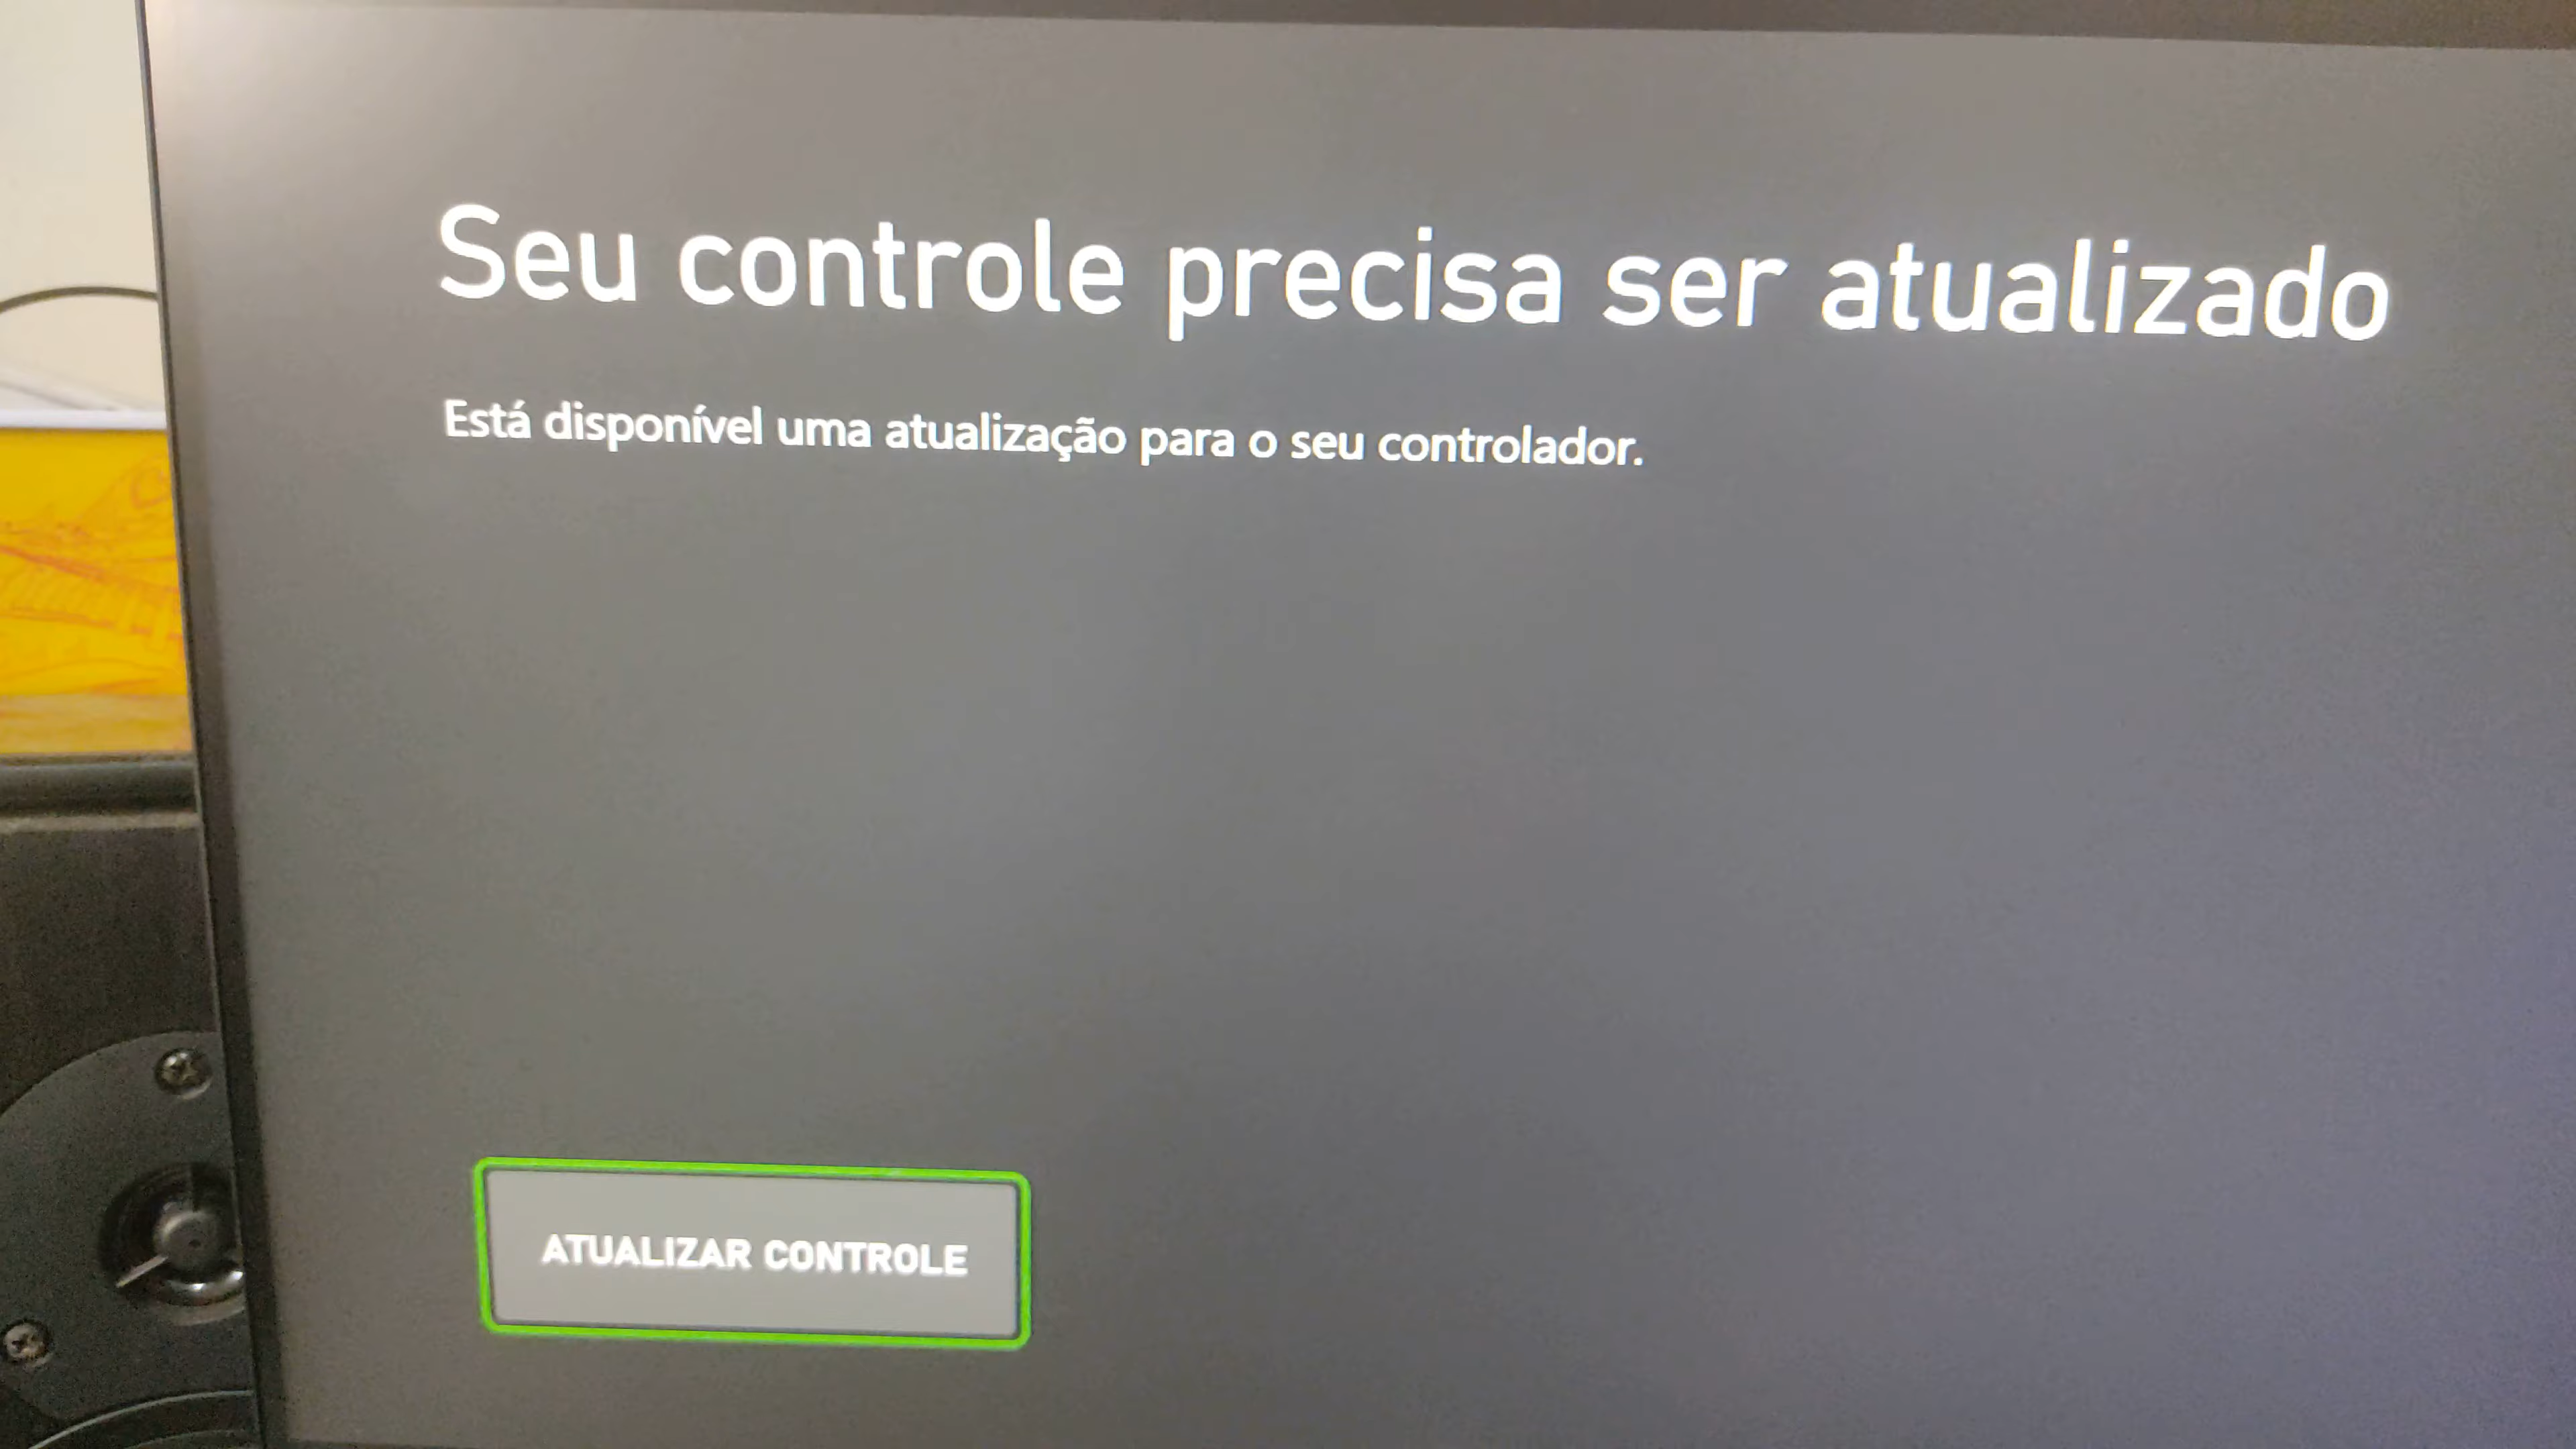 Seu controle precisa ser atualizado
Está disponível uma atualização para o seu controlador.
ATUALIZAR CONTROLE